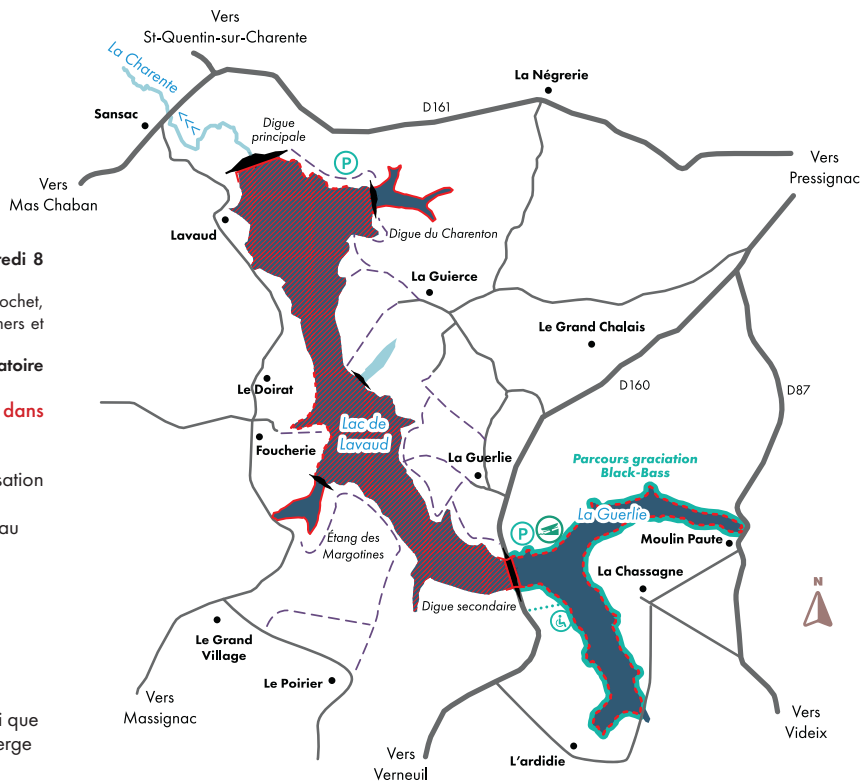 Vers
St-Quentin-sur-Charente
La Charente
La Négrerie
D161
Sansac
Digue
principale
P
Vers
Pressignac
Vers
Mas Chaban
Lavaud
Digue du Charenton
redi 8
La Guierce
ochet,
ners et
Le Grand Chalais
atoire
D160
D87
Le Doirat
dans
Lac de
Lavaud
Foucherie
La Guerlie
Parcours graciation
Black-Bass
sation
La Guerlie
au
Étang des
Margotines
P
Moulin Paute
La Chassagne
N
Digue secondaire
Le Grand
Village
Le Poirier
Vers
Massignac
Vers
Videix
i que
erge
L'ardidie
Vers
Verneuil